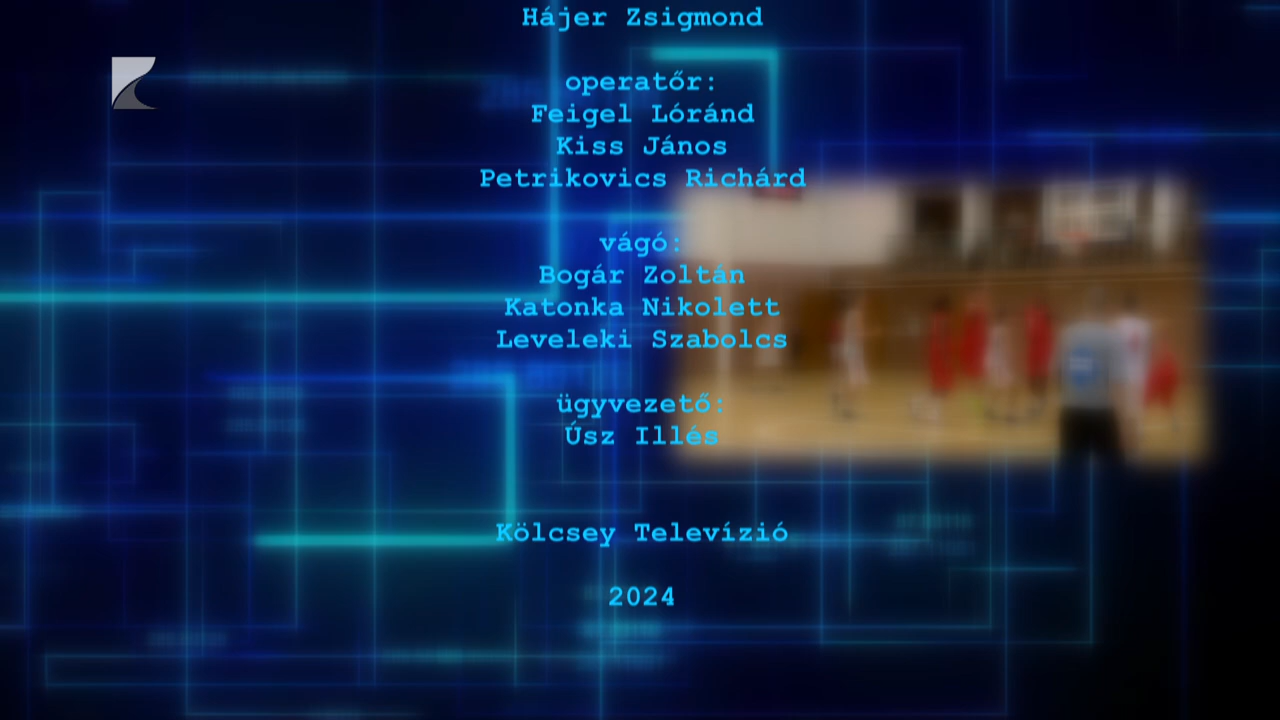 Hájer Zsigmond
operatőr:
Feigel Lóránd
Kiss János
Petrikovics Richárd
vágó:
Bogár Zoltán
Katonka Nikolett
Leveleki Szabolcs
ügyvezető:
Úsz Illés
Kölcsey Televízió
2024